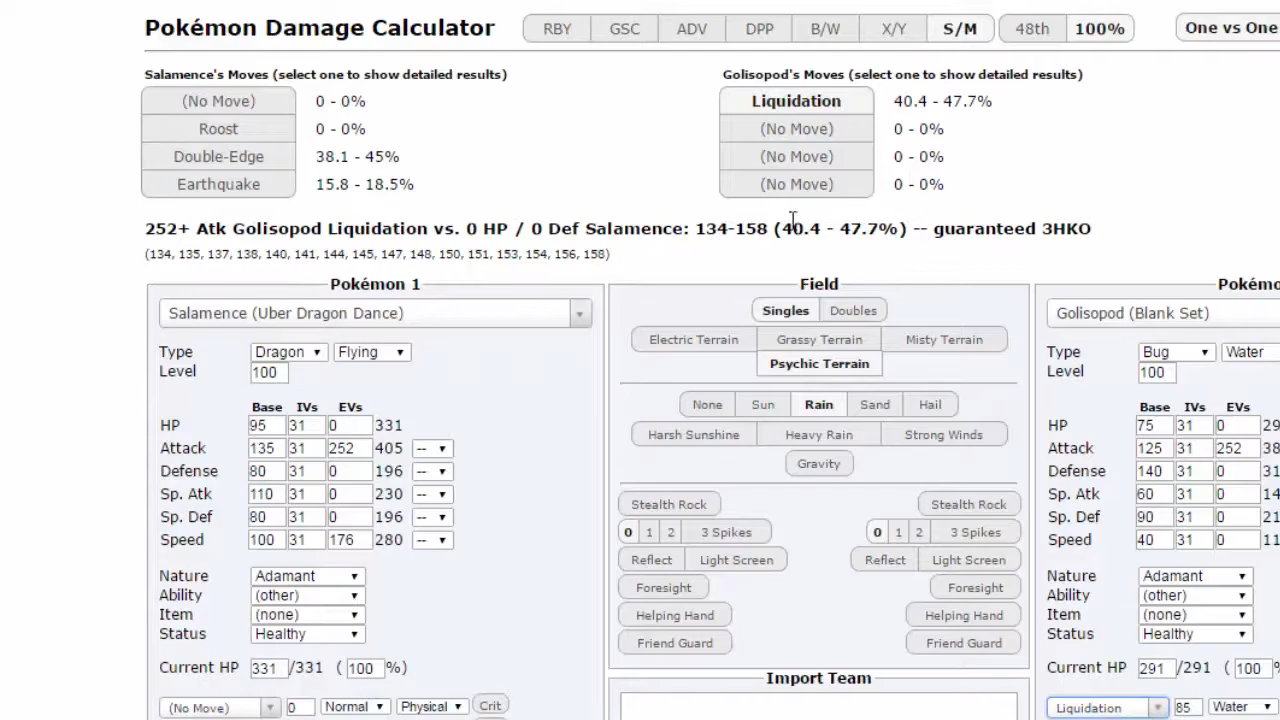 Pokémon Damage Calculator RBY GSC ADV DPP B/W X/Y S/M 48th 100% One vs One
Salamence's Moves (select one to show detailed results) Golisopod's Moves (select one to show detailed results)
(No Move) 0 - 0% Liquidation 40.4 - 47.7%
Roost 0 - 0% (No Move) 0 - 0%
Double-Edge 38.1 - 45% (No Move) 0 - 0%
Earthquake 15.8 - 18.5% (No Move) 0 - 0%
252+ Atk Golisopod Liquidation vs. 0 HP / 0 Def Salamence: 134-158 (40.4 - 47.7%) -- guaranteed 3HKO
(134, 135, 137, 138, 140, 141, 144, 145, 147, 148, 150, 151, 153, 154, 156, 158)
Pokémon 1
Salamence (Uber Dragon Dance)
Type Dragon Flying
Level 100
Base IVs EVs
HP 95 31 0 331
Attack 135 31 252 405 --
Defense 80 31 0 196 --
Sp. Atk 110 31 0 230 --
Sp. Def 80 31 0 196 --
Speed 100 31 176 280 --
Nature Adamant
Ability (other)
Item (none)
Status Healthy
Current HP 331 /331 ( 100 %)
(No Move) 0 Normal Physical Crit
Field
Singles Doubles
Electric Terrain Grassy Terrain Misty Terrain
Psychic Terrain
None Sun Rain Sand Hail
Harsh Sunshine Heavy Rain Strong Winds
Gravity
Stealth Rock Stealth Rock
0 1 2 3 Spikes 0 1 2 3 Spikes
Reflect Light Screen Reflect Light Screen
Foresight Foresight
Helping Hand Helping Hand
Friend Guard Friend Guard
Import Team
Pokémo
Golisopod (Blank Set)
Type Bug Water
Level 100
Base IVs EVs
HP 75 31 0 29
Attack 125 31 252 38
Defense 140 31 0 31
Sp. Atk 60 31 0 14
Sp. Def 90 31 0 21
Speed 40 31 0 11
Nature Adamant
Ability (other)
Item (none)
Status Healthy
Current HP 291 /291 ( 100
Liquidation 85 Water